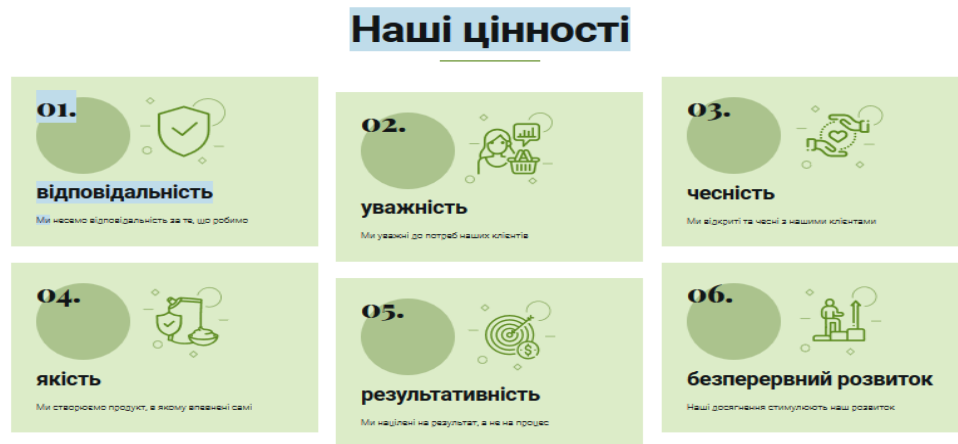 Наші цінності
01.
відповідальність
Ми несемо відповідальність за те, що робимо
02.
уважність
Ми уважні до потреб наших клієнтів
03.
чесність
Ми відкриті та чесні з нашими клієнтами
04.
якість
Ми створюємо продукт, в якому впевнені самі
05.
результативність
Ми націлені на результат, а не на процес
06.
безперервний розвиток
Наші досягнення стимулюють наш розвиток